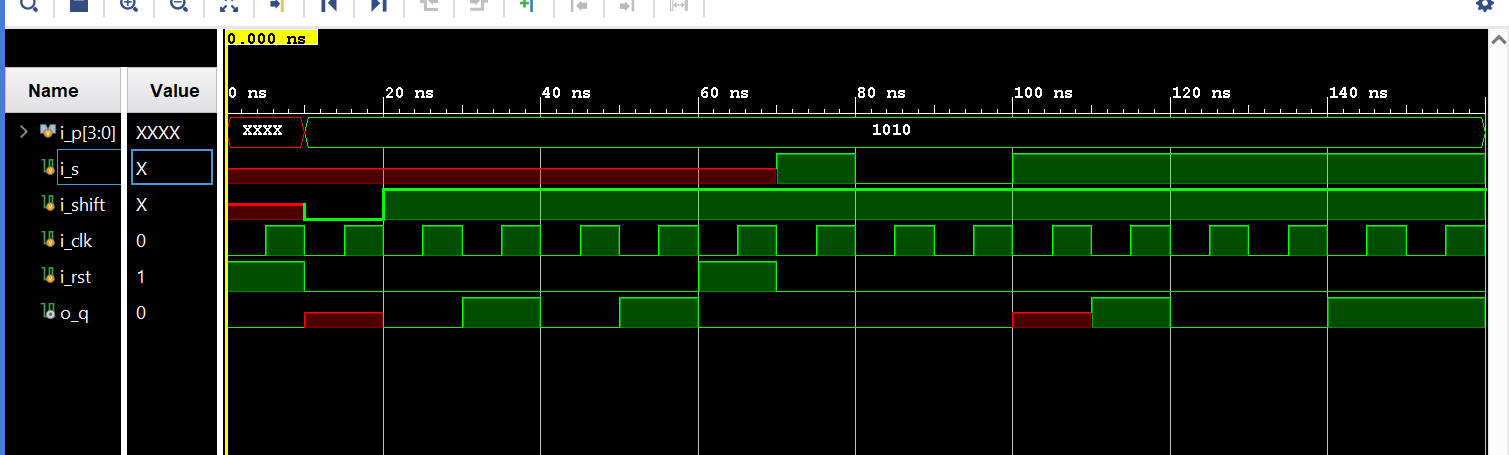 0.000 ns
Name Value
0 ns 20 ns 40 ns 60 ns 80 ns 100 ns 120 ns 140 ns
i_p[3:0] XXXX XXXX 1010
i_s X
i_shift X
i_clk 0
i_rst 1
o_q 0